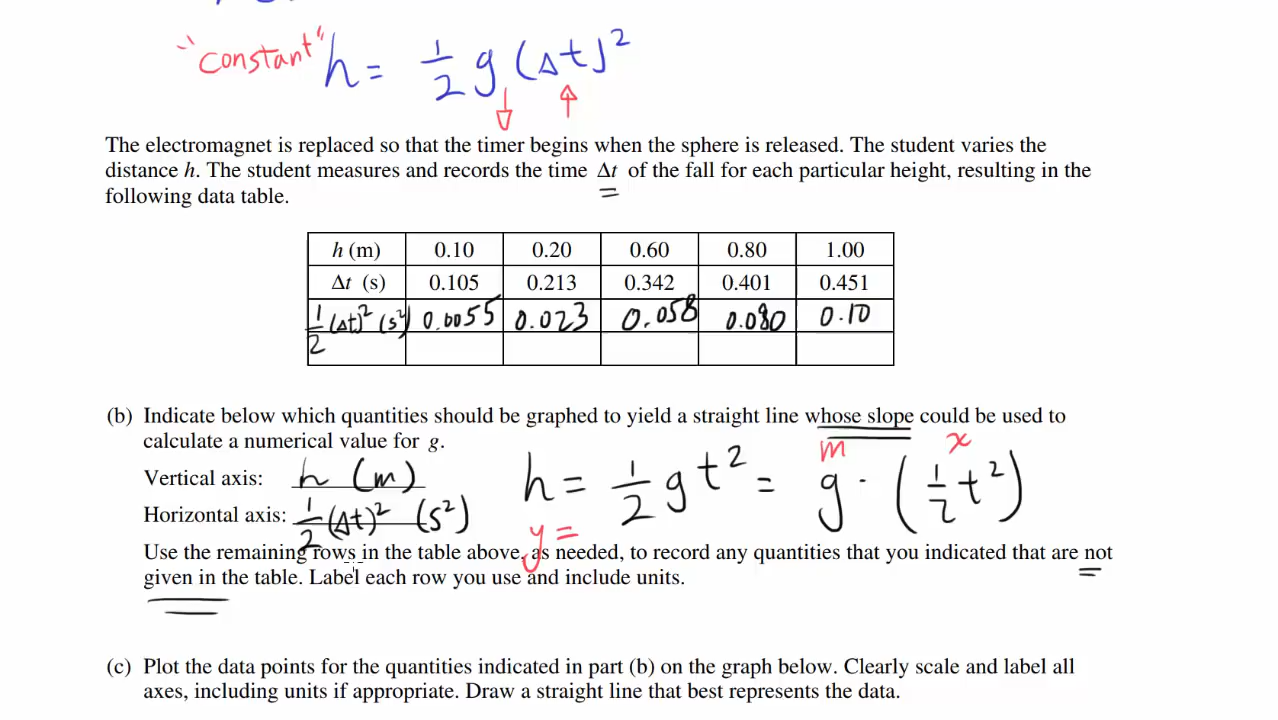 "constant" h = 1/2 g (Δt)²
The electromagnet is replaced so that the timer begins when the sphere is released. The student varies the
distance h. The student measures and records the time Δt of the fall for each particular height, resulting in the
following data table.
h (m) 0.10 0.20 0.60 0.80 1.00
Δt (s) 0.105 0.213 0.342 0.401 0.451
1/2 (Δt)² (s²) 0.0055 0.023 0.058 0.080 0.10
(b) Indicate below which quantities should be graphed to yield a straight line whose slope could be used to
calculate a numerical value for g.
m x
Vertical axis: h (m)
h = 1/2 g t² = g · (1/2 t²)
Horizontal axis: 1/2 (Δt)² (s²)
y =
Use the remaining rows in the table above, as needed, to record any quantities that you indicated that are not
given in the table. Label each row you use and include units.
(c) Plot the data points for the quantities indicated in part (b) on the graph below. Clearly scale and label all
axes, including units if appropriate. Draw a straight line that best represents the data.